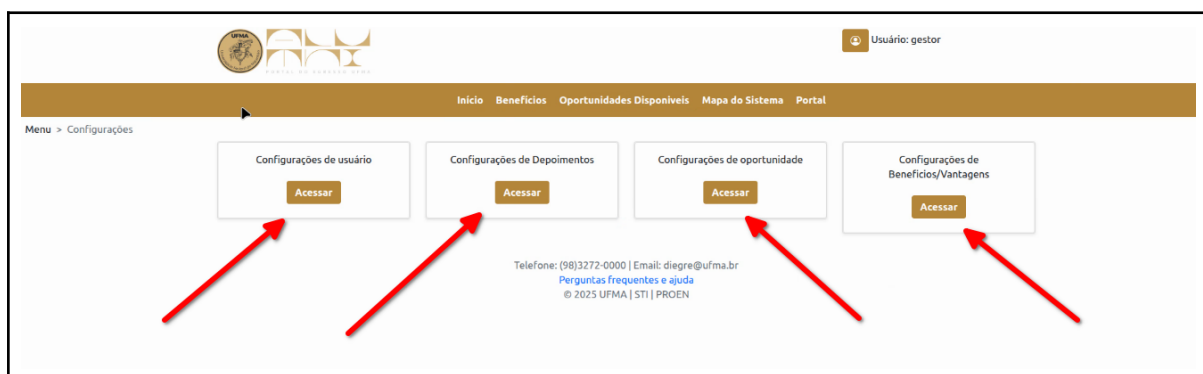 UFMA
PORTAL DO EGRESSO UFMA
Usuário: gestor
Início Benefícios Oportunidades Disponíveis Mapa do Sistema Portal
Menu > Configurações
Configurações de usuário
Acessar
Configurações de Depoimentos
Acessar
Configurações de oportunidade
Acessar
Configurações de
Benefícios/Vantagens
Acessar
Telefone: (98)3272-0000 | Email: diegre@ufma.br
Perguntas frequentes e ajuda
© 2025 UFMA | STI | PROEN